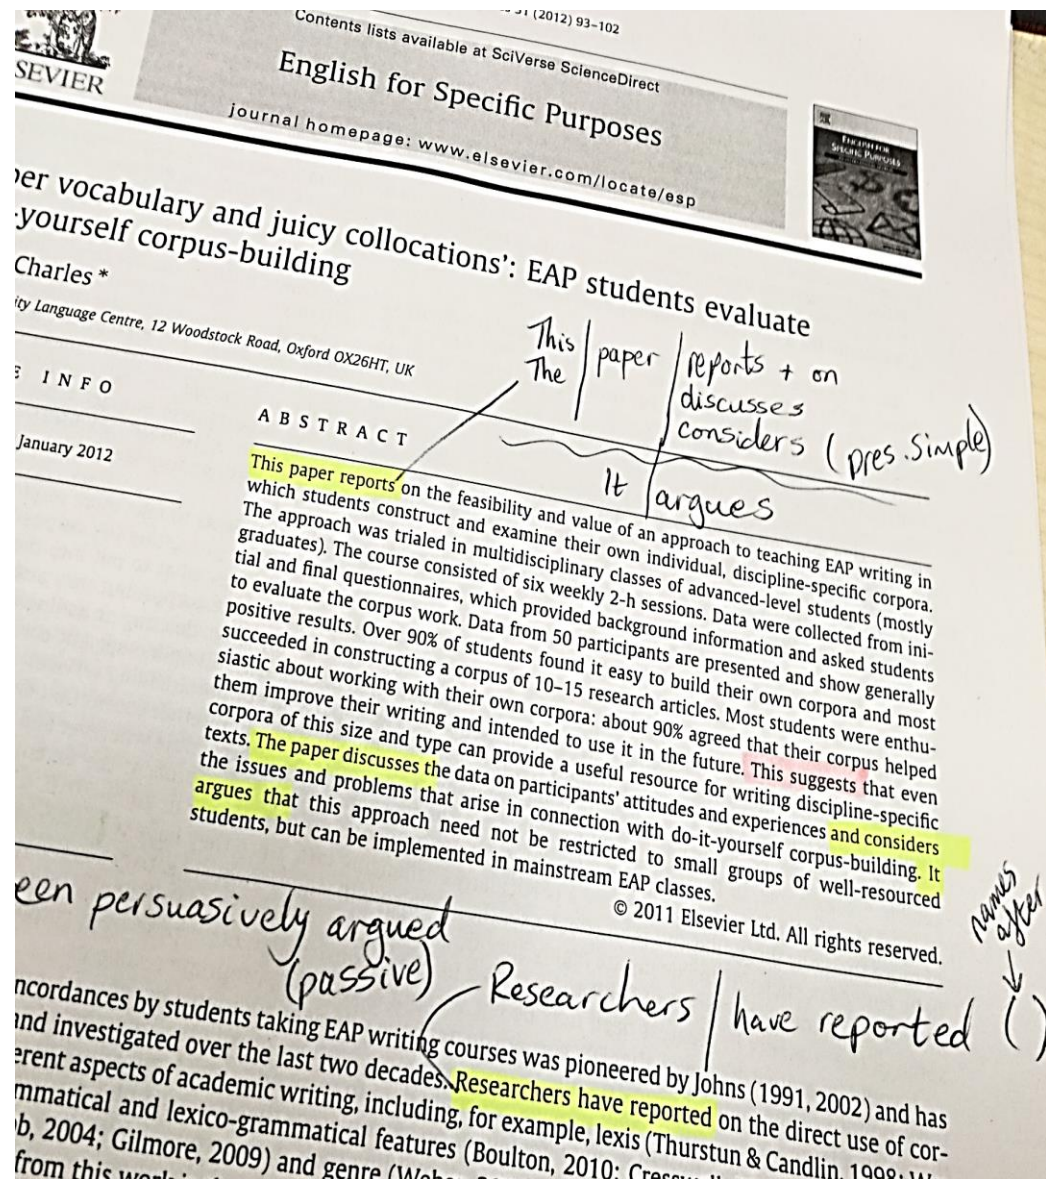 31 (2012) 93–102
Contents lists available at SciVerse ScienceDirect
SEVIER
English for Specific Purposes
journal homepage: www.elsevier.com/locate/esp
ENGLISH FOR
SPECIFIC PURPOSES
er vocabulary and juicy collocations’: EAP students evaluate
-yourself corpus-building
Charles *
ity Language Centre, 12 Woodstock Road, Oxford OX26HT, UK
This | paper | reports + on
The
discusses
considers (pres. Simple)
It | argues
E INFO
January 2012
ABSTRACT
This paper reports on the feasibility and value of an approach to teaching EAP writing in
which students construct and examine their own individual, discipline-specific corpora.
The approach was trialed in multidisciplinary classes of advanced-level students (mostly
graduates). The course consisted of six weekly 2-h sessions. Data were collected from ini-
tial and final questionnaires, which provided background information and asked students
to evaluate the corpus work. Data from 50 participants are presented and show generally
positive results. Over 90% of students found it easy to build their own corpora and most
succeeded in constructing a corpus of 10–15 research articles. Most students were enthu-
siastic about working with their own corpora: about 90% agreed that their corpus helped
them improve their writing and intended to use it in the future. This suggests that even
corpora of this size and type can provide a useful resource for writing discipline-specific
texts. The paper discusses the data on participants’ attitudes and experiences and considers
the issues and problems that arise in connection with do-it-yourself corpus-building. It
argues that this approach need not be restricted to small groups of well-resourced
students, but can be implemented in mainstream EAP classes.
© 2011 Elsevier Ltd. All rights reserved.
names
after
een persuasively argued
(passive)
Researchers | have reported ( )
ncordances by students taking EAP writing courses was pioneered by Johns (1991, 2002) and has
and investigated over the last two decades. Researchers have reported on the direct use of cor-
erent aspects of academic writing, including, for example, lexis (Thurstun & Candlin, 1998;
mmatical and lexico-grammatical features (Boulton, 2010;
b, 2004; Gilmore, 2009) and genre
from this work